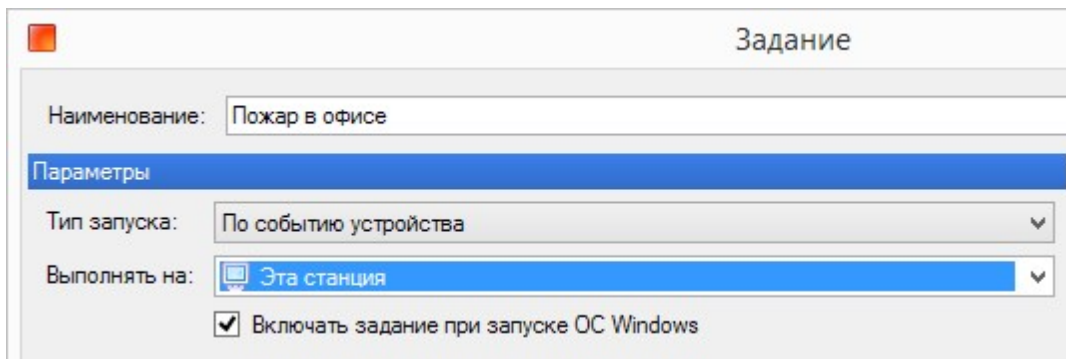 Задание
Наименование: Пожар в офисе
Параметры
Тип запуска: По событию устройства
Выполнять на: Эта станция
Включать задание при запуске ОС Windows